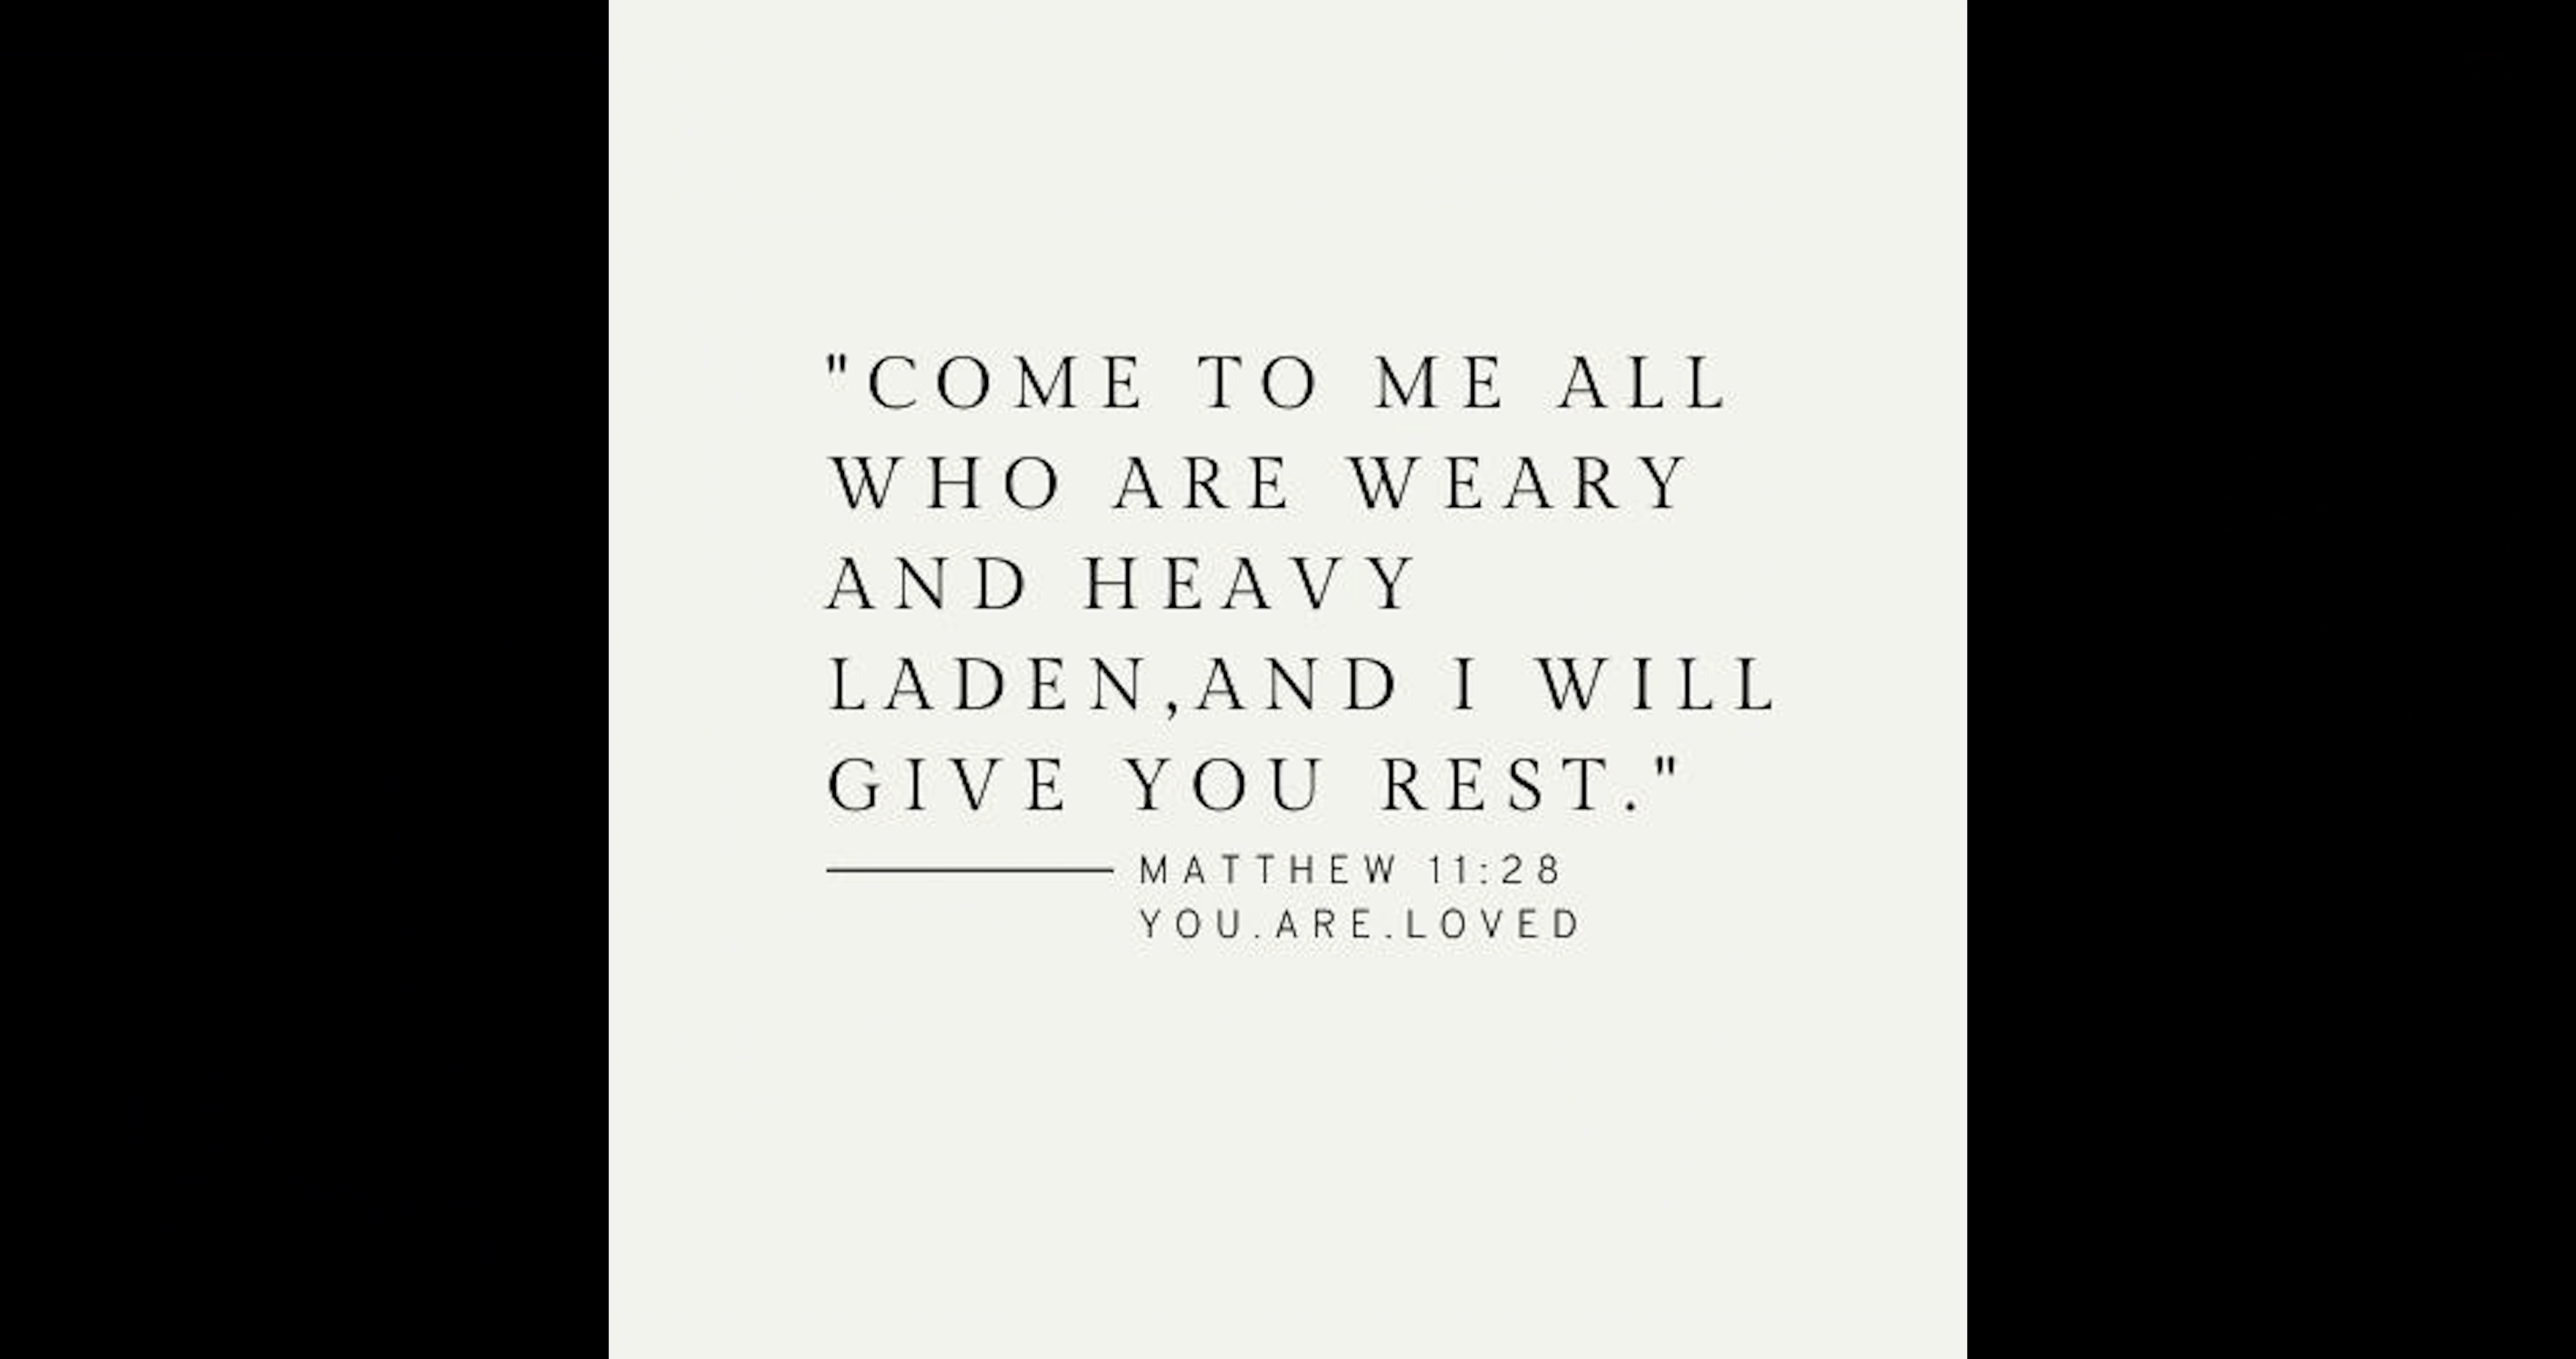 "COME TO ME ALL
WHO ARE WEARY
AND HEAVY
LADEN,AND I WILL
GIVE YOU REST."
MATTHEW 11:28
YOU.ARE.LOVED